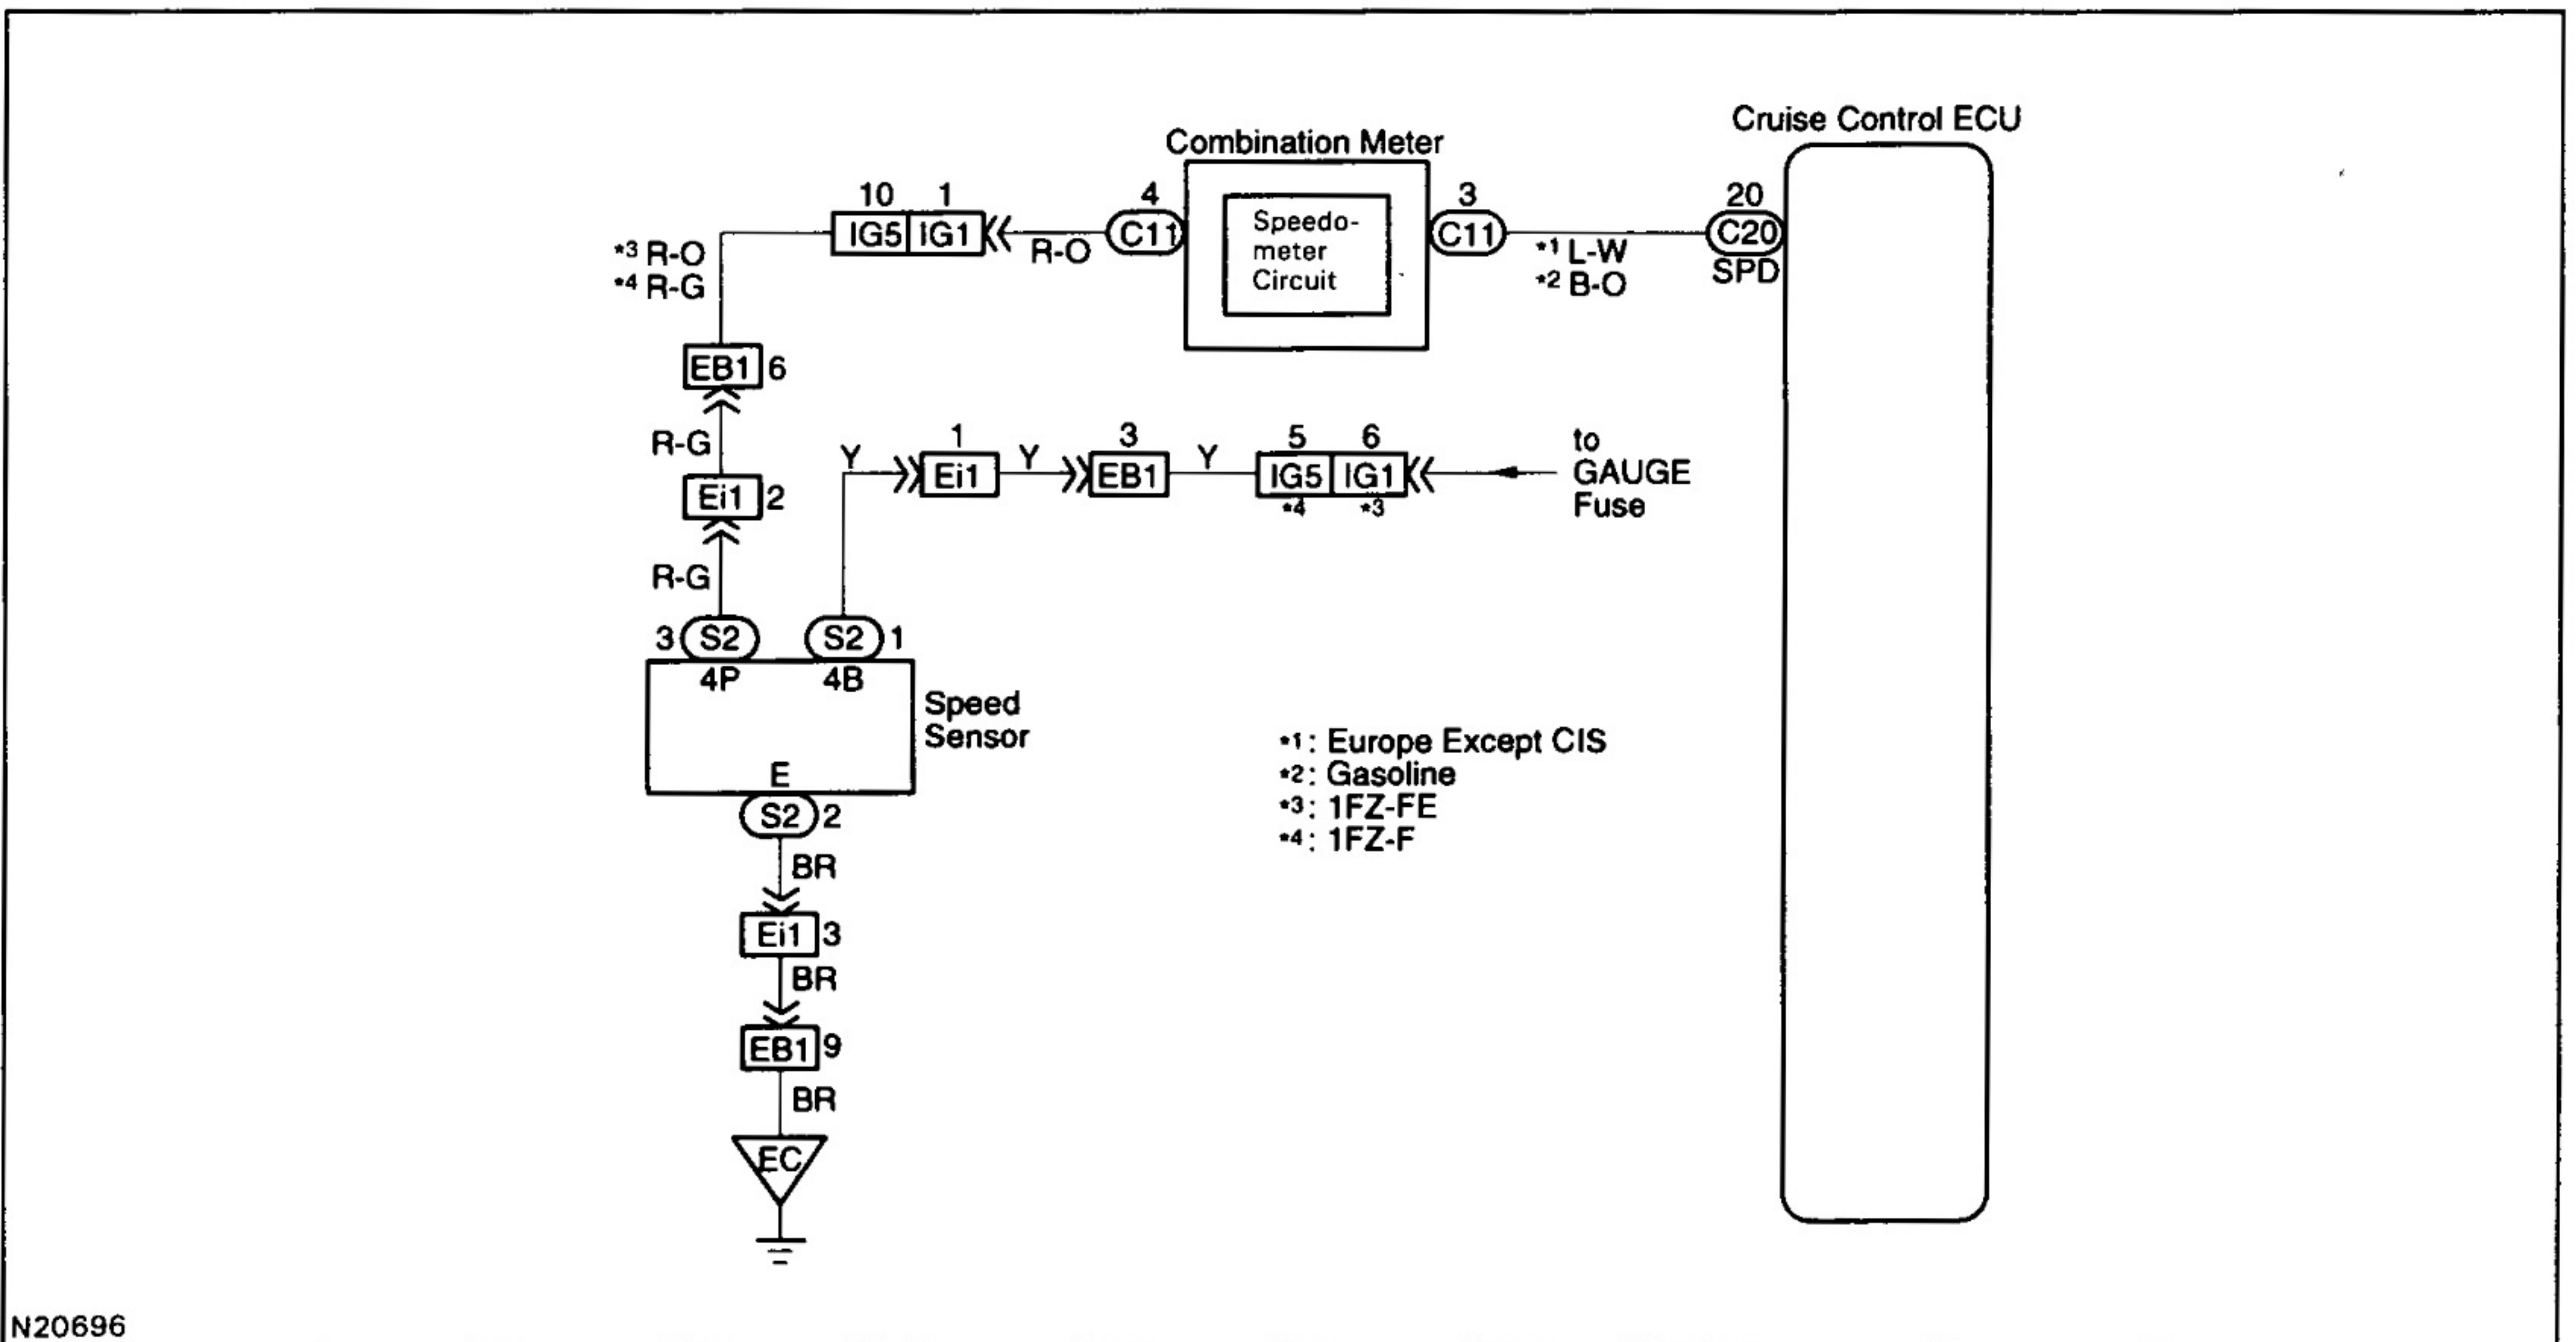 Cruise Control ECU
Combination Meter
10 1
IG5 IG1
R-O
4
C11
Speedo-
meter
Circuit
3
C11
*1 L-W
*2 B-O
20
C20
SPD
*3 R-O
*4 R-G
EB1 6
R-G
Ei1 2
R-G
Y
1
Ei1
Y
3
EB1
Y
5 6
IG5 IG1
*4 *3
to
GAUGE
Fuse
3 S2
S2 1
4P 4B
Speed
Sensor
E
S2 2
BR
Ei1 3
BR
EB1 9
BR
EC
*1: Europe Except CIS
*2: Gasoline
*3: 1FZ-FE
*4: 1FZ-F
N20696